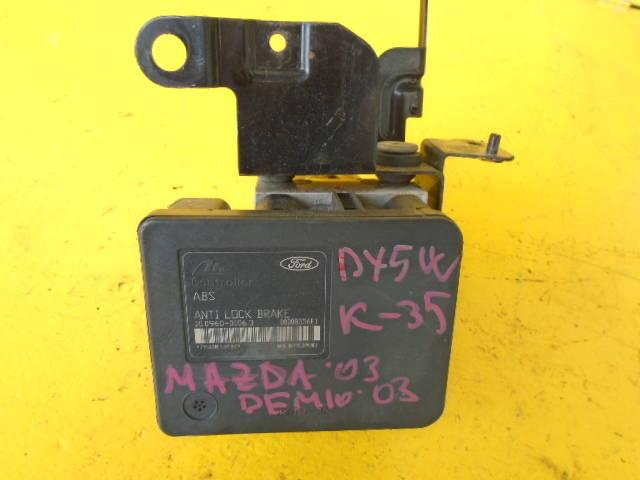 Ate
Ford
Controller
ABS
ANTI LOCK BRAKE
DY5W
K-35
MAZDA '03
DEMIO '03